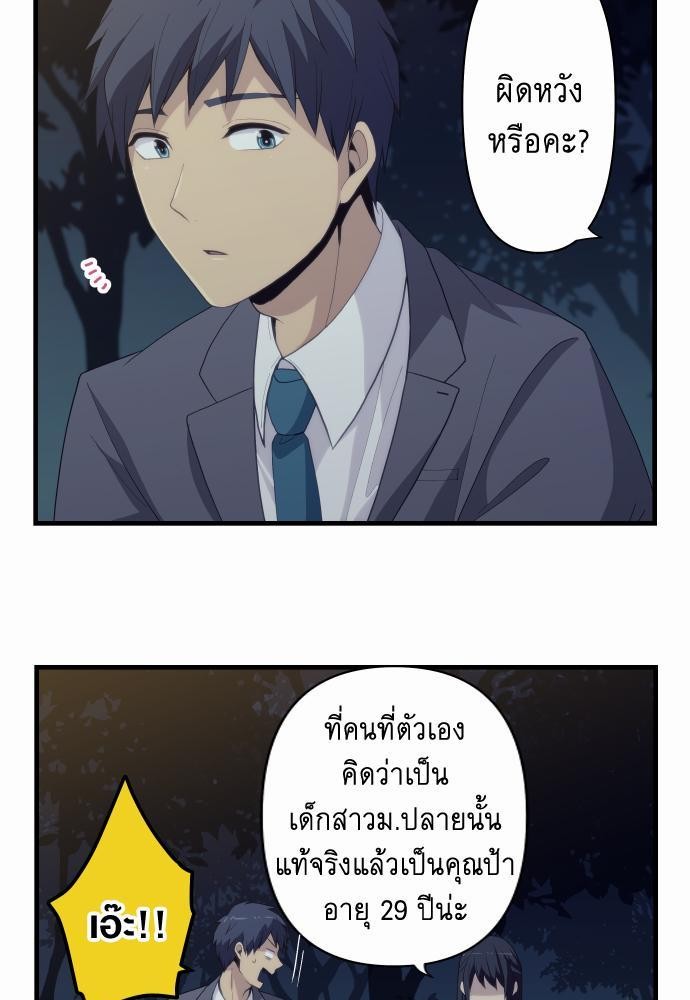 ผิดหวัง
หรือคะ?
ที่คนที่ตัวเอง
คิดว่าเป็น
เด็กสาวม.ปลายนั้น
แท้จริงแล้วเป็นคุณป้า
อายุ 29 ปีน่ะ
เอ๊ะ!!